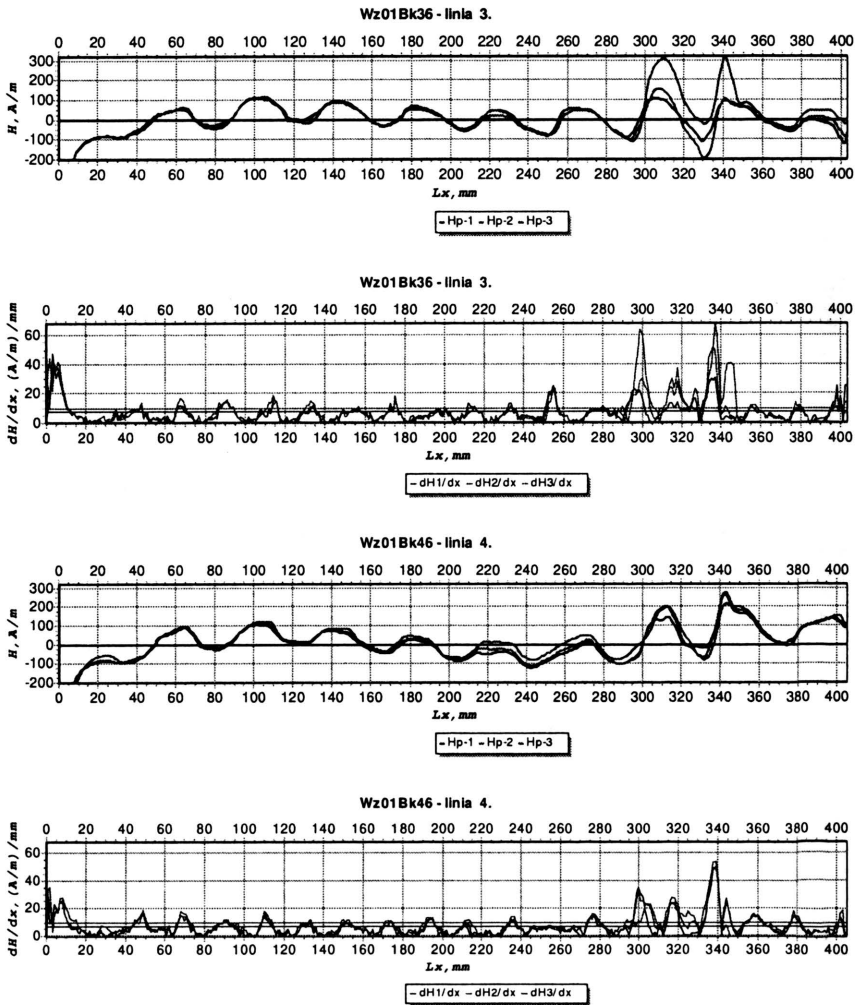 Wz01Bk36 - linia 3.
0 20 40 60 80 100 120 140 160 180 200 220 240 260 280 300 320 340 360 380 400
300
200
100
0
-100
-200
H, A/m
0 20 40 60 80 100 120 140 160 180 200 220 240 260 280 300 320 340 360 380 400
Lx, mm
Hp-1 Hp-2 Hp-3
Wz01Bk36 - linia 3.
0 20 40 60 80 100 120 140 160 180 200 220 240 260 280 300 320 340 360 380 400
60
40
20
0
dH/dx, (A/m)/mm
0 20 40 60 80 100 120 140 160 180 200 220 240 260 280 300 320 340 360 380 400
Lx, mm
dH1/dx dH2/dx dH3/dx
Wz01Bk46 - linia 4.
0 20 40 60 80 100 120 140 160 180 200 220 240 260 280 300 320 340 360 380 400
300
200
100
0
-100
-200
H, A/m
0 20 40 60 80 100 120 140 160 180 200 220 240 260 280 300 320 340 360 380 400
Lx, mm
Hp-1 Hp-2 Hp-3
Wz01Bk46 - linia 4.
0 20 40 60 80 100 120 140 160 180 200 220 240 260 280 300 320 340 360 380 400
60
40
20
0
dH/dx, (A/m)/mm
0 20 40 60 80 100 120 140 160 180 200 220 240 260 280 300 320 340 360 380 400
Lx, mm
dH1/dx dH2/dx dH3/dx